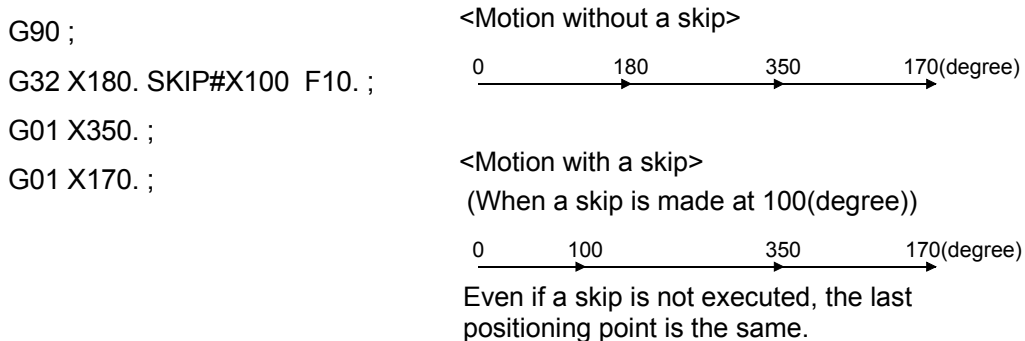 G90 ;
G32 X180. SKIP#X100 F10. ;
G01 X350. ;
G01 X170. ;
<Motion without a skip>
0 180 350 170(degree)
<Motion with a skip>
(When a skip is made at 100(degree))
0 100 350 170(degree)
Even if a skip is not executed, the last
positioning point is the same.